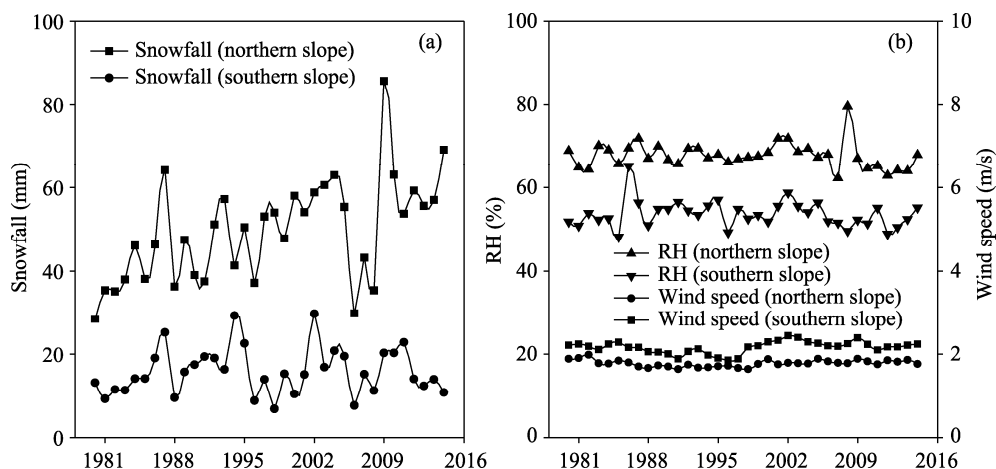 100
80
60
40
20
0
Snowfall (mm)
(a)
Snowfall (northern slope)
Snowfall (southern slope)
1981 1988 1995 2002 2009 2016
100
80
60
40
20
0
RH (%)
(b)
RH (northern slope)
RH (southern slope)
Wind speed (northern slope)
Wind speed (southern slope)
10
8
6
4
2
0
Wind speed (m/s)
1981 1988 1995 2002 2009 2016